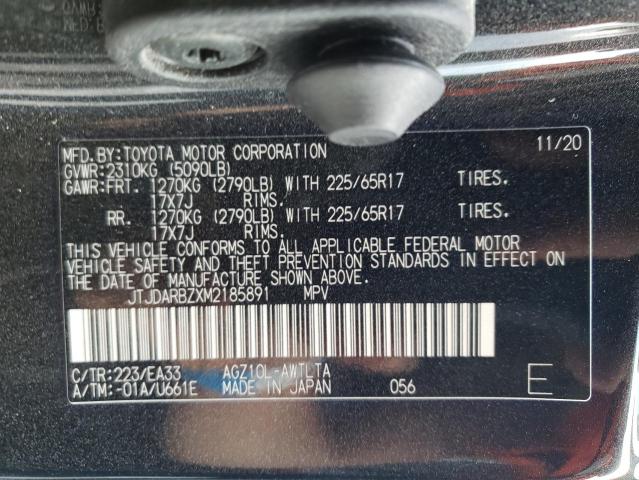 MFD.BY:TOYOTA MOTOR CORPORATION 11/20
GVWR:2310KG (5090LB)
GAWR:FRT. 1270KG (2790LB) WITH 225/65R17 TIRES.
17X7J RIMS.
RR. 1270KG (2790LB) WITH 225/65R17 TIRES.
17X7J RIMS.
THIS VEHICLE CONFORMS TO ALL APPLICABLE FEDERAL MOTOR
VEHICLE SAFETY AND THEFT PREVENTION STANDARDS IN EFFECT ON
THE DATE OF MANUFACTURE SHOWN ABOVE.
JTJDARBZXM2185891 MPV
C/TR:223/EA33 AGZ10L-AWTLTA
A/TM:-01A/U661E MADE IN JAPAN 056 E